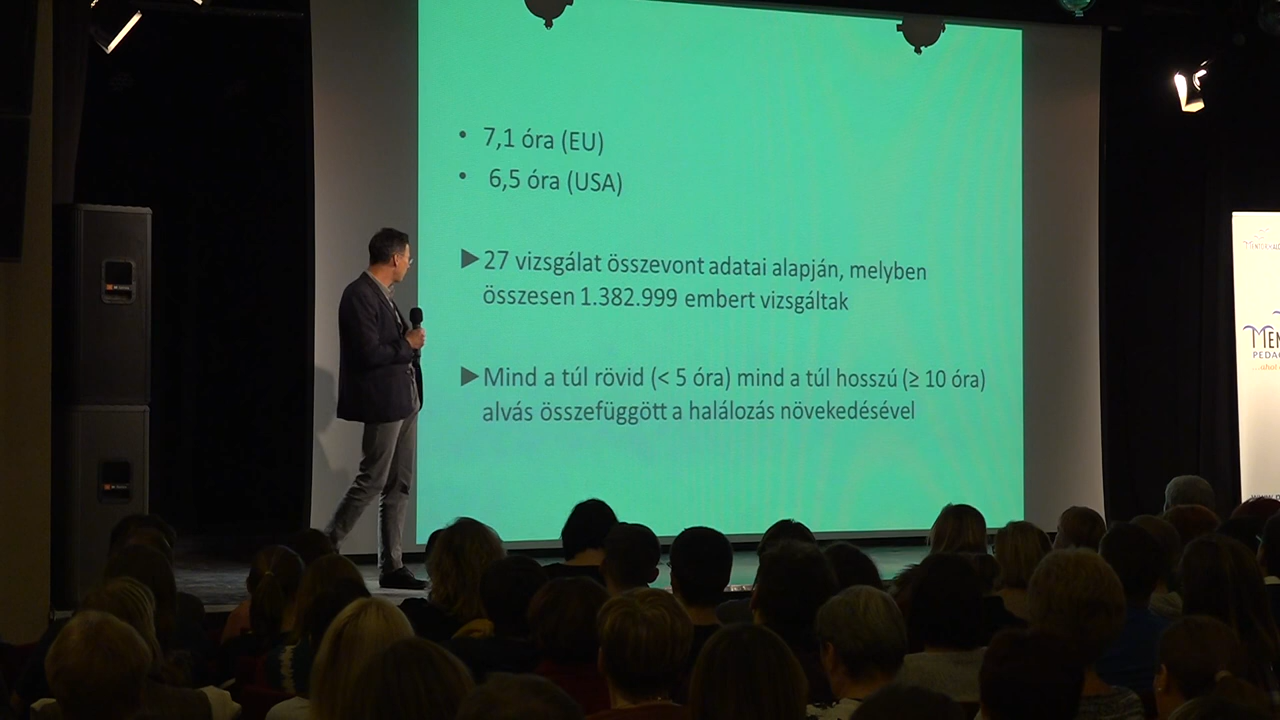 • 7,1 óra (EU)
• 6,5 óra (USA)
▶27 vizsgálat összevont adatai alapján, melyben
összesen 1.382.999 embert vizsgáltak
▶Mind a túl rövid (< 5 óra) mind a túl hosszú (≥ 10 óra)
alvás összefüggött a halálozás növekedésével